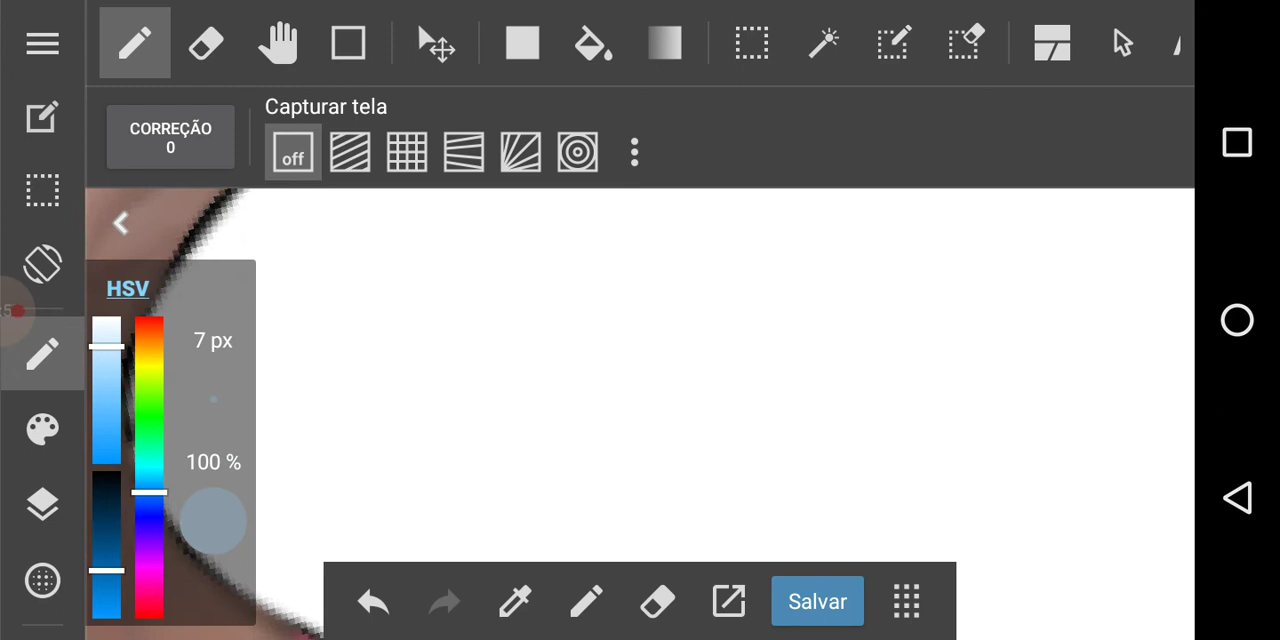 Capturar tela
CORREÇÃO
0
off
HSV
7 px
100 %
Salvar